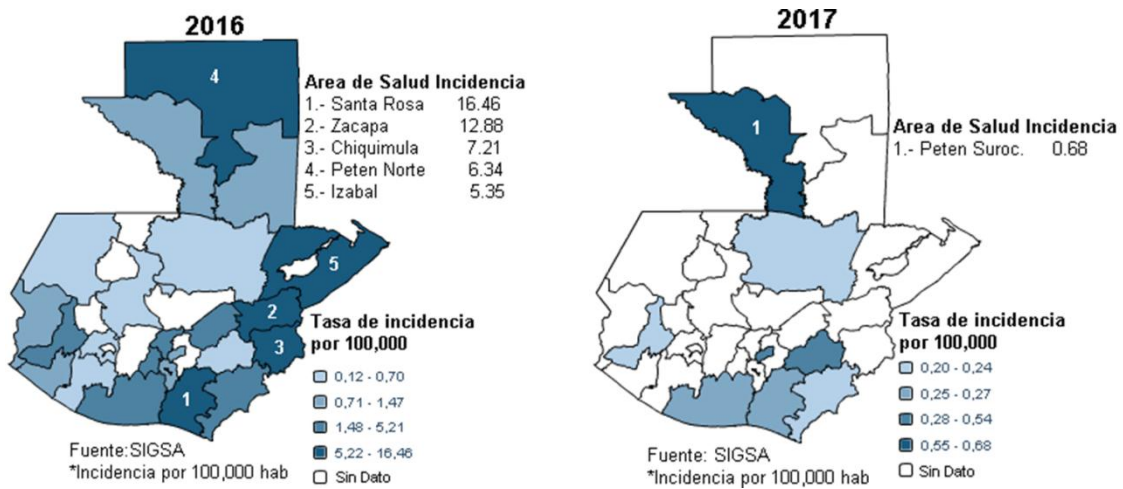 2016
4
Area de Salud Incidencia
1.- Santa Rosa 16.46
2.- Zacapa 12.88
3.- Chiquimula 7.21
4.- Peten Norte 6.34
5.- Izabal 5.35
5
2
3
1
Tasa de incidencia
por 100,000
0,12 - 0,70
0,71 - 1,47
1,48 - 5,21
5,22 - 16,46
Sin Dato
Fuente:SIGSA
*Incidencia por 100,000 hab
2017
1
Area de Salud Incidencia
1.- Peten Suroc. 0.68
Tasa de incidencia
por 100,000
0,20 - 0,24
0,25 - 0,27
0,28 - 0,54
0,55 - 0,68
Sin Dato
Fuente: SIGSA
*Incidencia por 100,000 hab